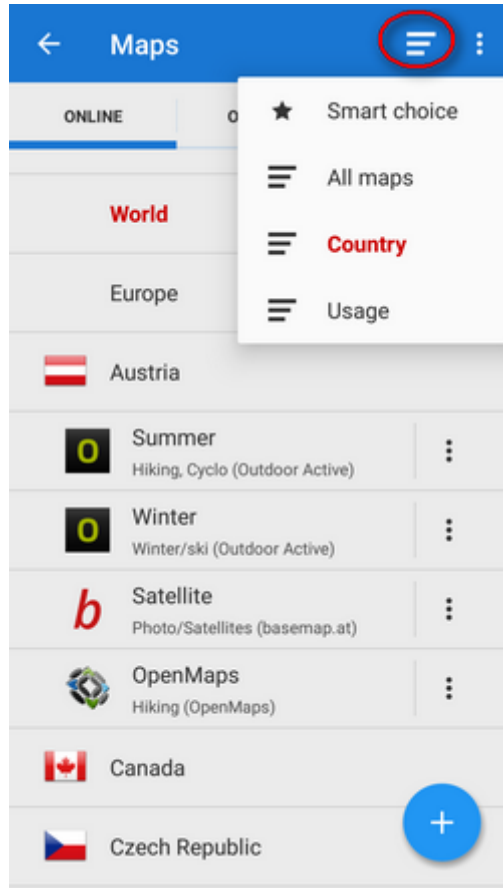 Maps
ONLINE
O
Smart choice
All maps
Country
Usage
World
Europe
Austria
O
Summer
Hiking, Cyclo (Outdoor Active)
O
Winter
Winter/ski (Outdoor Active)
b
Satellite
Photo/Satellites (basemap.at)
OpenMaps
Hiking (OpenMaps)
Canada
Czech Republic